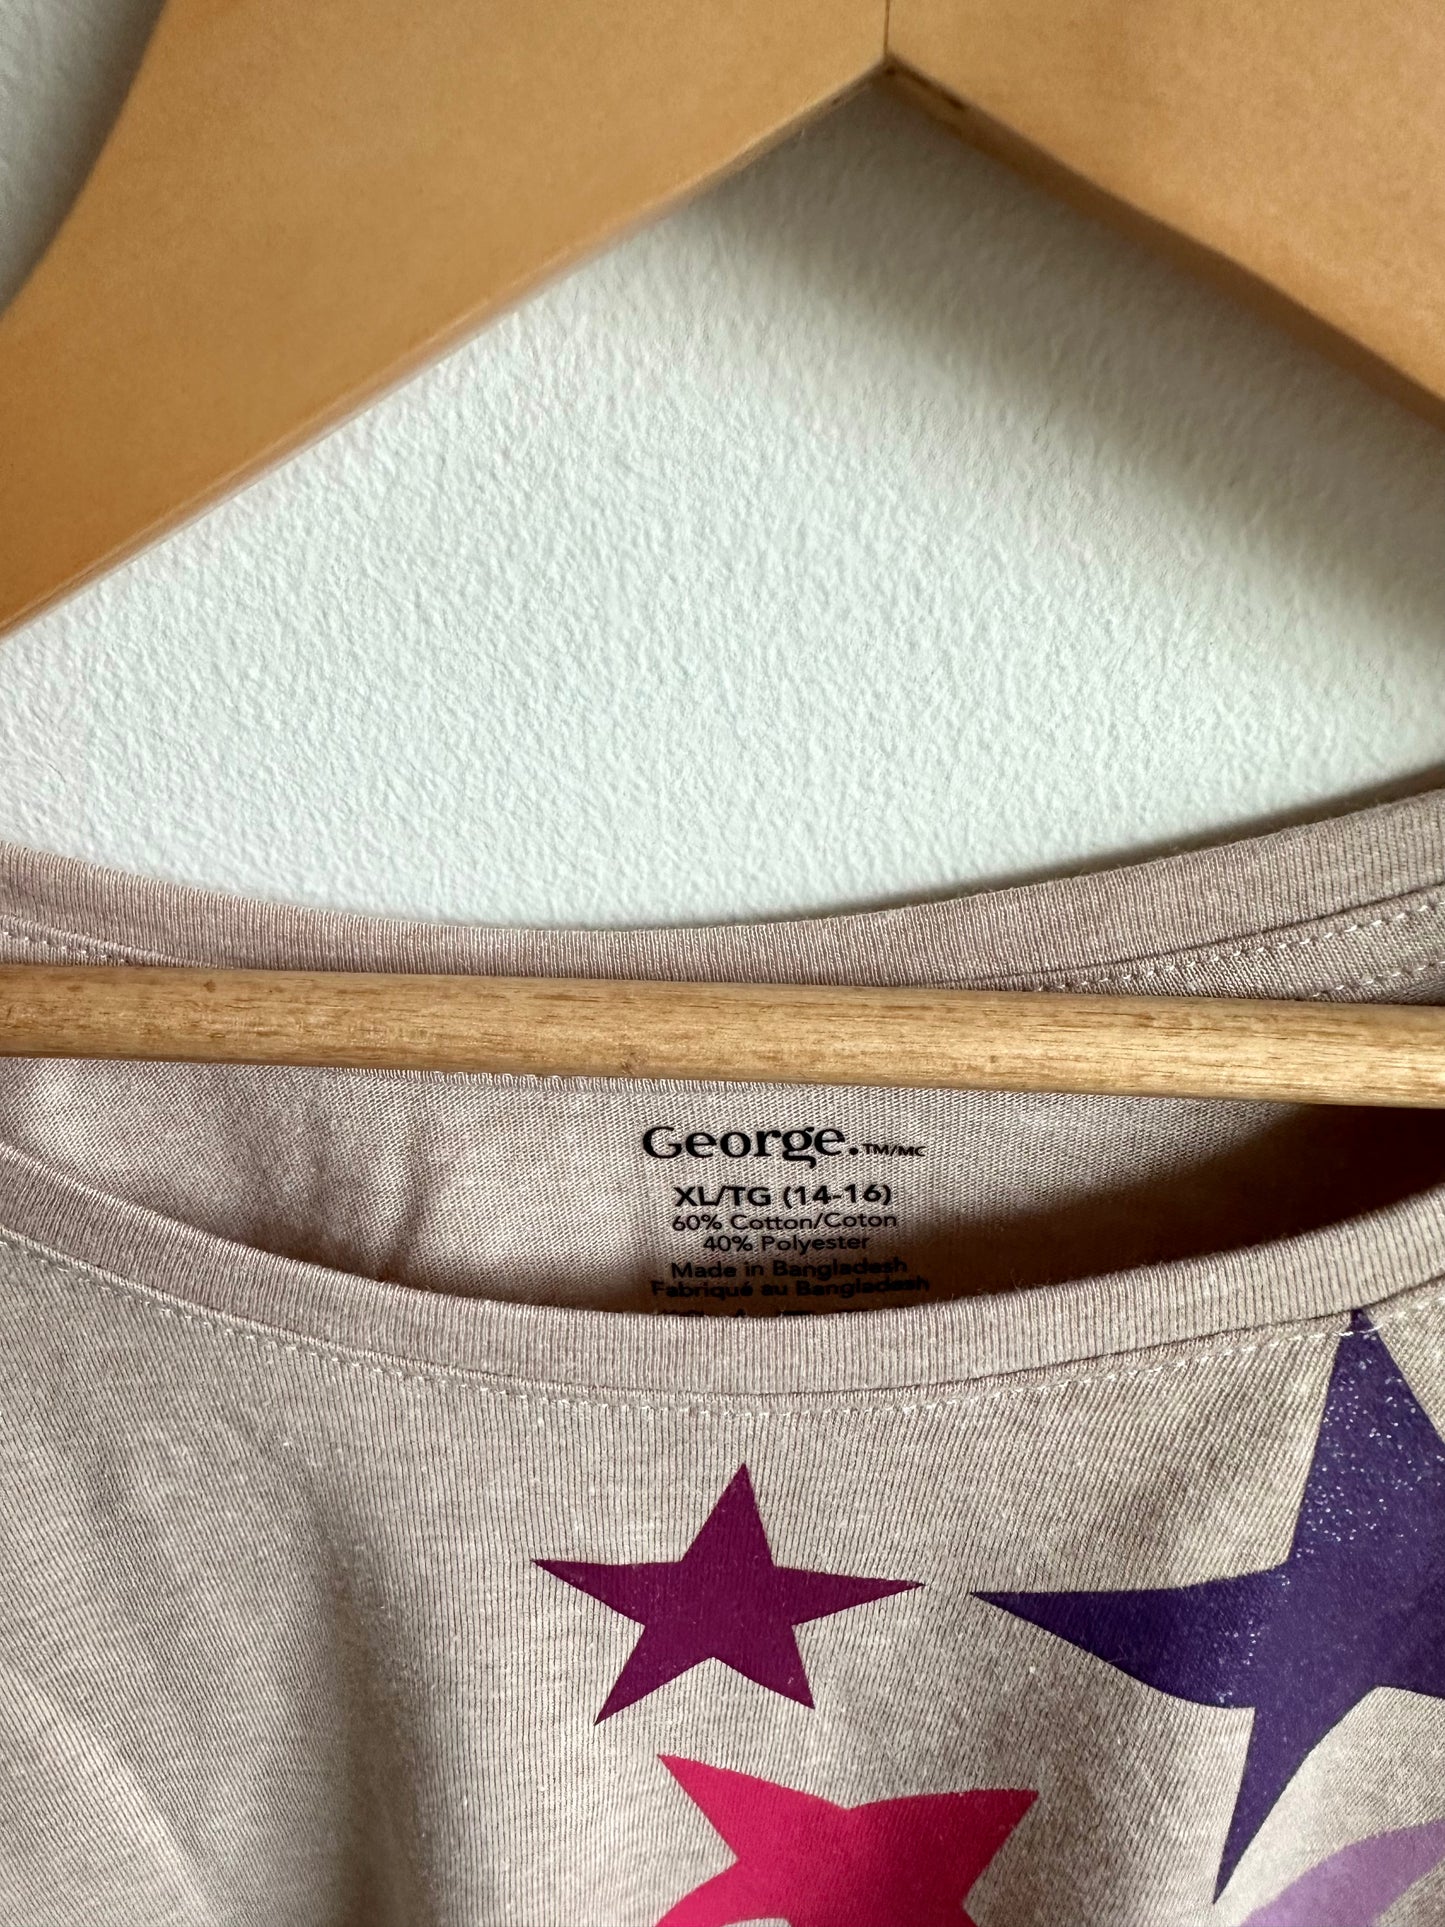 George.TM/MC
XL/TG (14-16)
60% Cotton/Coton
40% Polyester
Made in Bangladesh
Fabriqué au Bangladesh